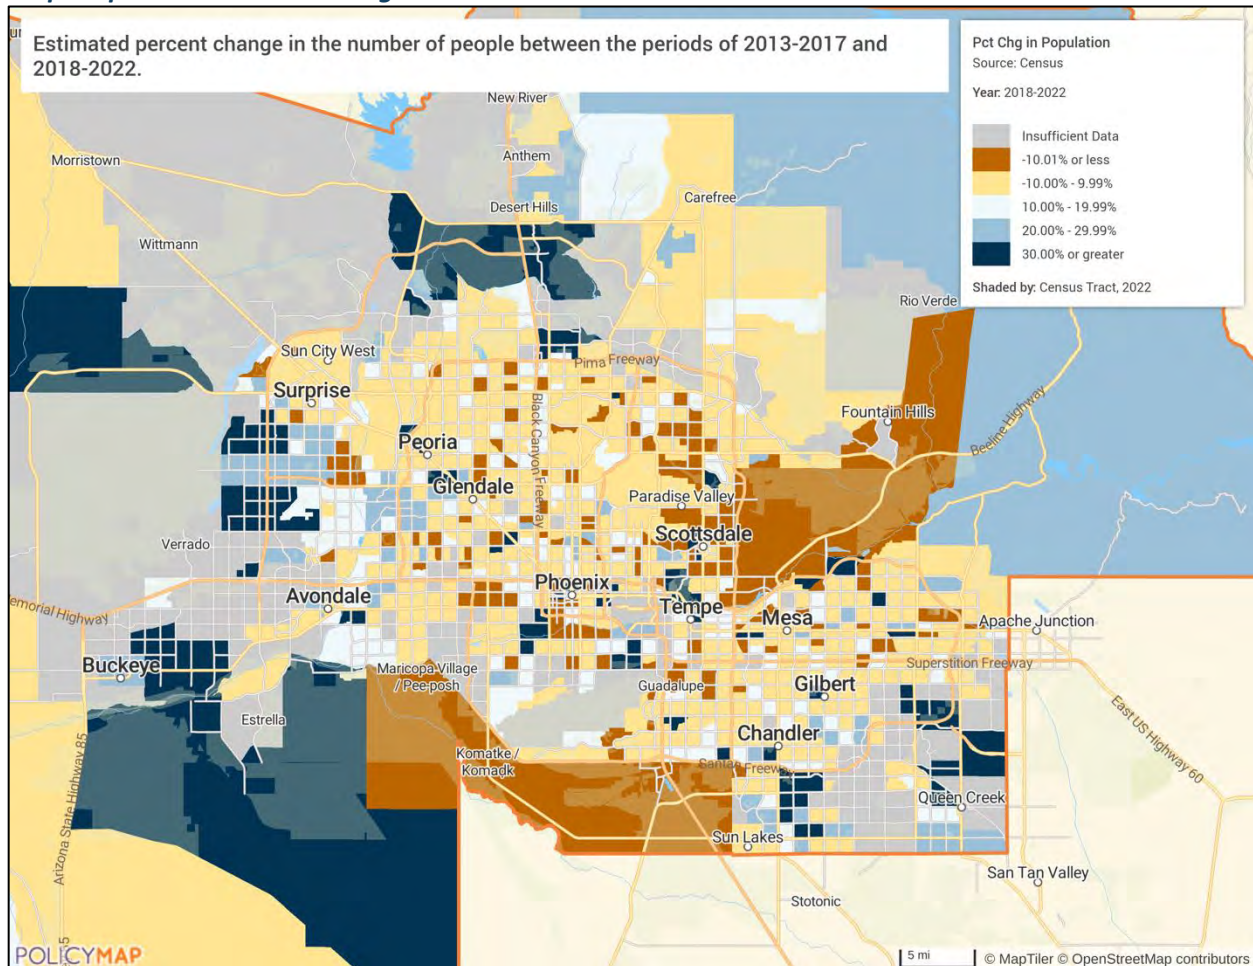 Estimated percent change in the number of people between the periods of 2013-2017 and
2018-2022.
Pct Chg in Population
Source: Census
Year: 2018-2022
Insufficient Data
-10.01% or less
-10.00% - 9.99%
10.00% - 19.99%
20.00% - 29.99%
30.00% or greater
Shaded by: Census Tract, 2022
New River
Morristown
Anthem
Carefree
Desert Hills
Wittmann
Rio Verde
Sun City West
Pima Freeway
Surprise
Black Canyon Freeway
Fountain Hills
Beeline Highway
Peoria
Glendale
Paradise Valley
Scottsdale
Verrado
Phoenix
Avondale
Tempe
Mesa
Apache Junction
emorial Highway
Buckeye
Maricopa Village
/ Pee-posh
Superstition Freeway
Guadalupe
Gilbert
Estrella
East US Highway 60
Chandler
Arizona State Highway 85
Komatke /
Komadk
Santan Freeway
Queen Creek
Sun Lakes
San Tan Valley
Stotonic
POLICYMAP
5 mi
© MapTiler © OpenStreetMap contributors